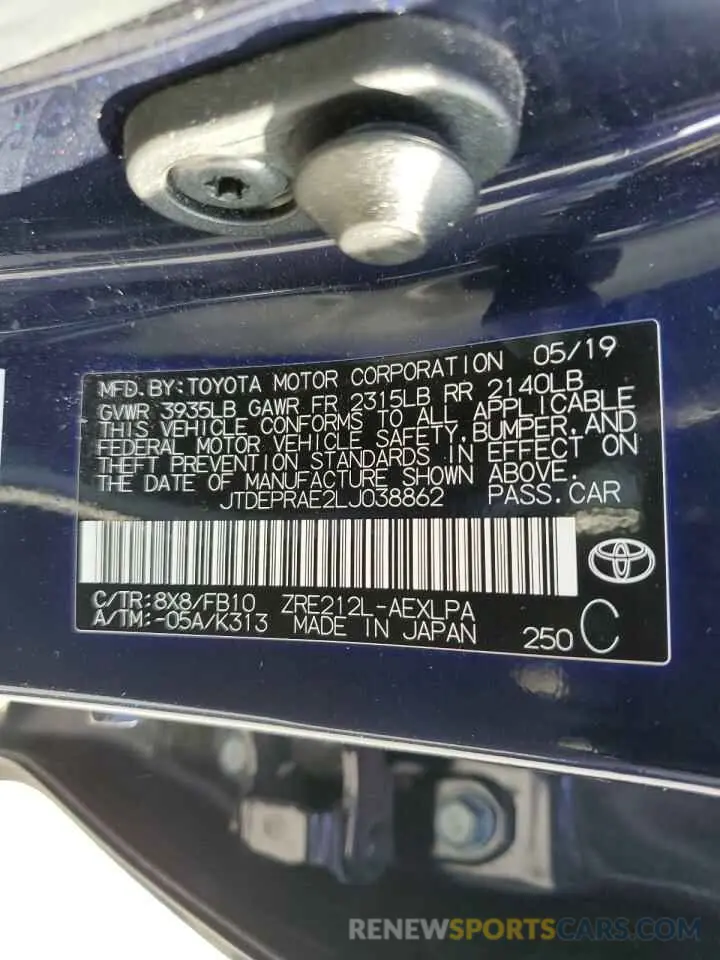 MFD.BY:TOYOTA MOTOR CORPORATION 05/19
GVWR 3935LB GAWR FR 2315LB RR 2140LB
THIS VEHICLE CONFORMS TO ALL APPLICABLE
FEDERAL MOTOR VEHICLE SAFETY,BUMPER,AND
THEFT PREVENTION STANDARDS IN EFFECT ON
THE DATE OF MANUFACTURE SHOWN ABOVE.
JTDEPRAE2LJ038862 PASS.CAR
C/TR:8X8/FB10 ZRE212L-AEXLPA
A/TM:-05A/K313 MADE IN JAPAN 250 C
RENEWSPORTSCARS.COM